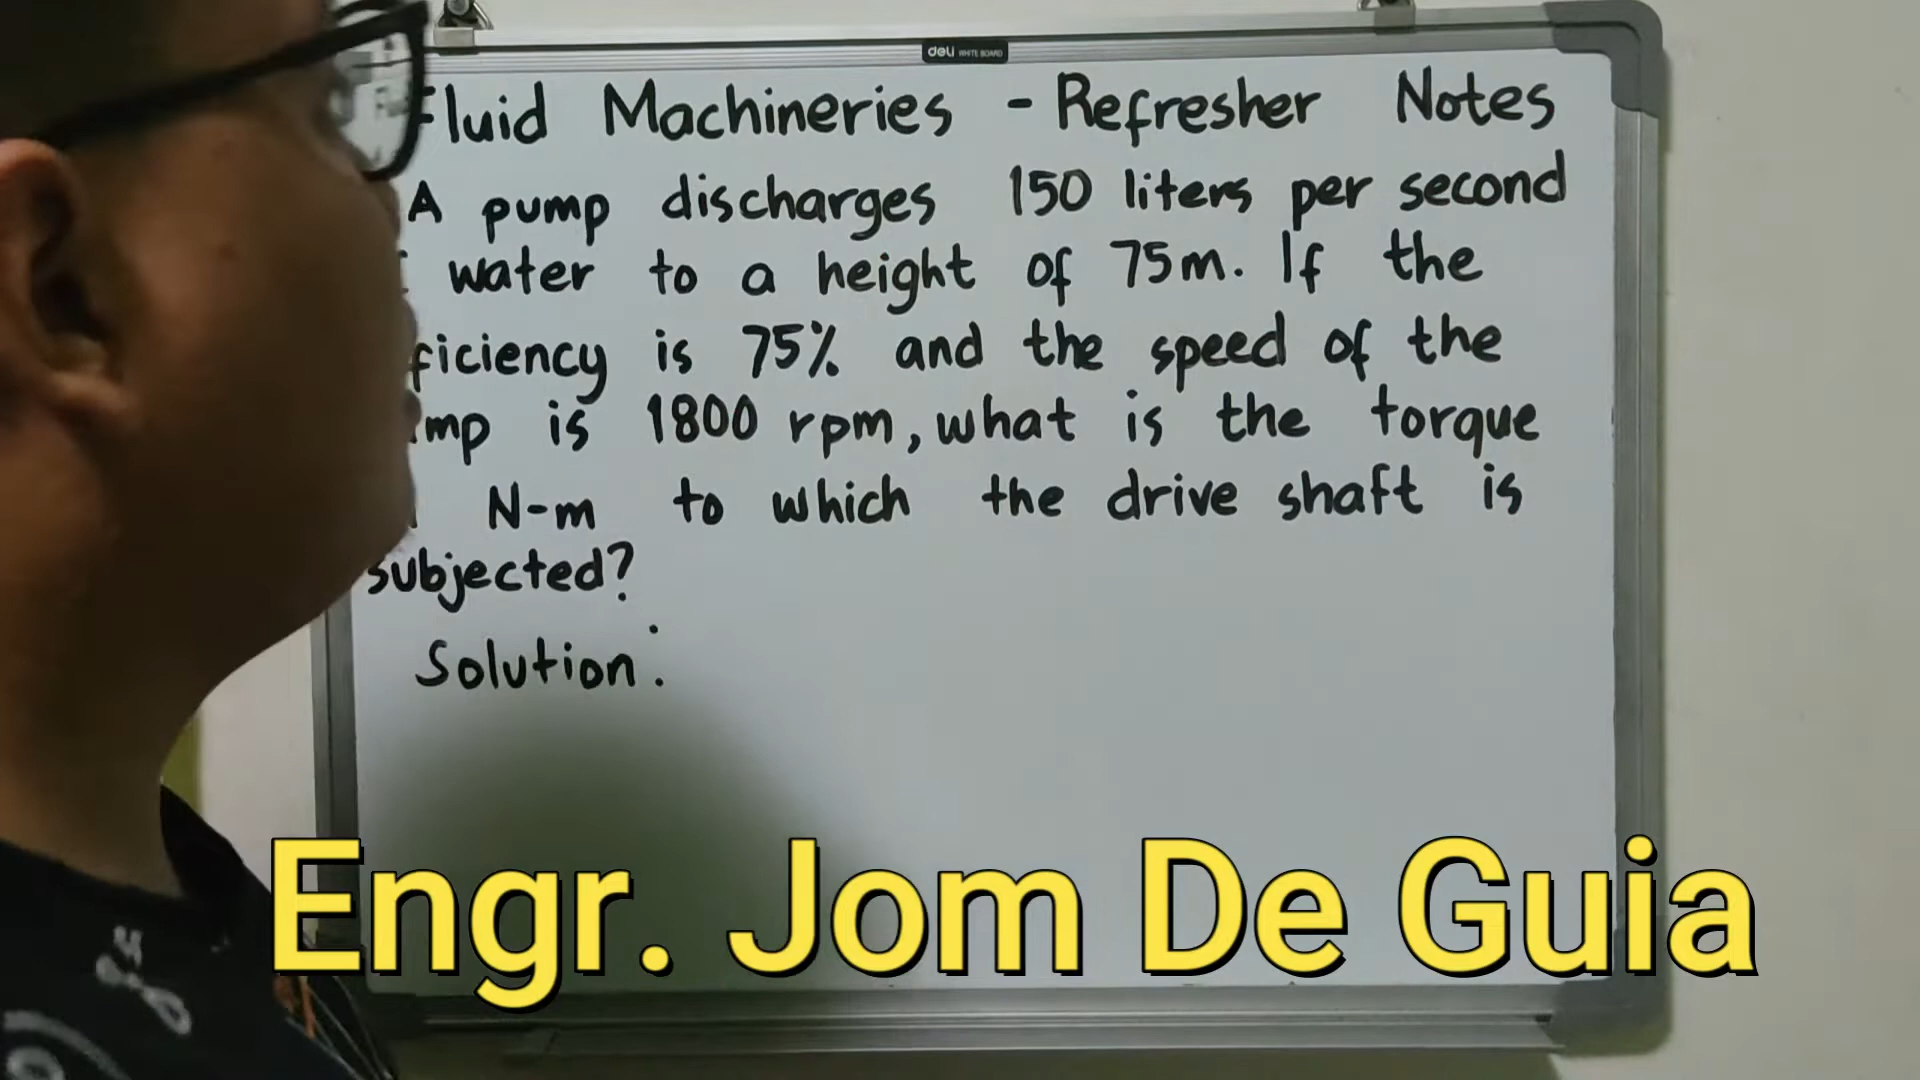 deli WHITE BOARD
Fluid Machineries - Refresher Notes
A pump discharges 150 liters per second
water to a height of 75m. If the
ficiency is 75% and the speed of the
mp is 1800 rpm, what is the torque
N-m to which the drive shaft is
subjected?
Solution:
Engr. Jom De Guia